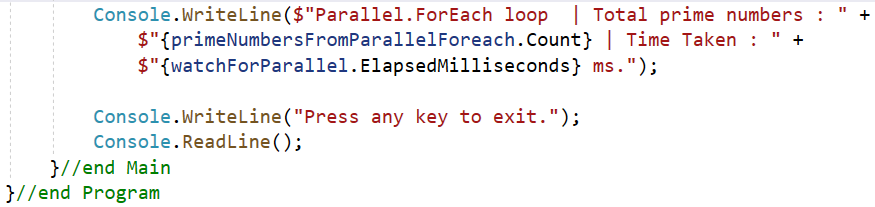 Console.WriteLine($"Parallel.ForEach loop  | Total prime numbers : " +
$"{primeNumbersFromParallelForeach.Count} | Time Taken : " +
$"{watchForParallel.ElapsedMilliseconds} ms.");
Console.WriteLine("Press any key to exit.");
Console.ReadLine();
}//end Main
}//end Program